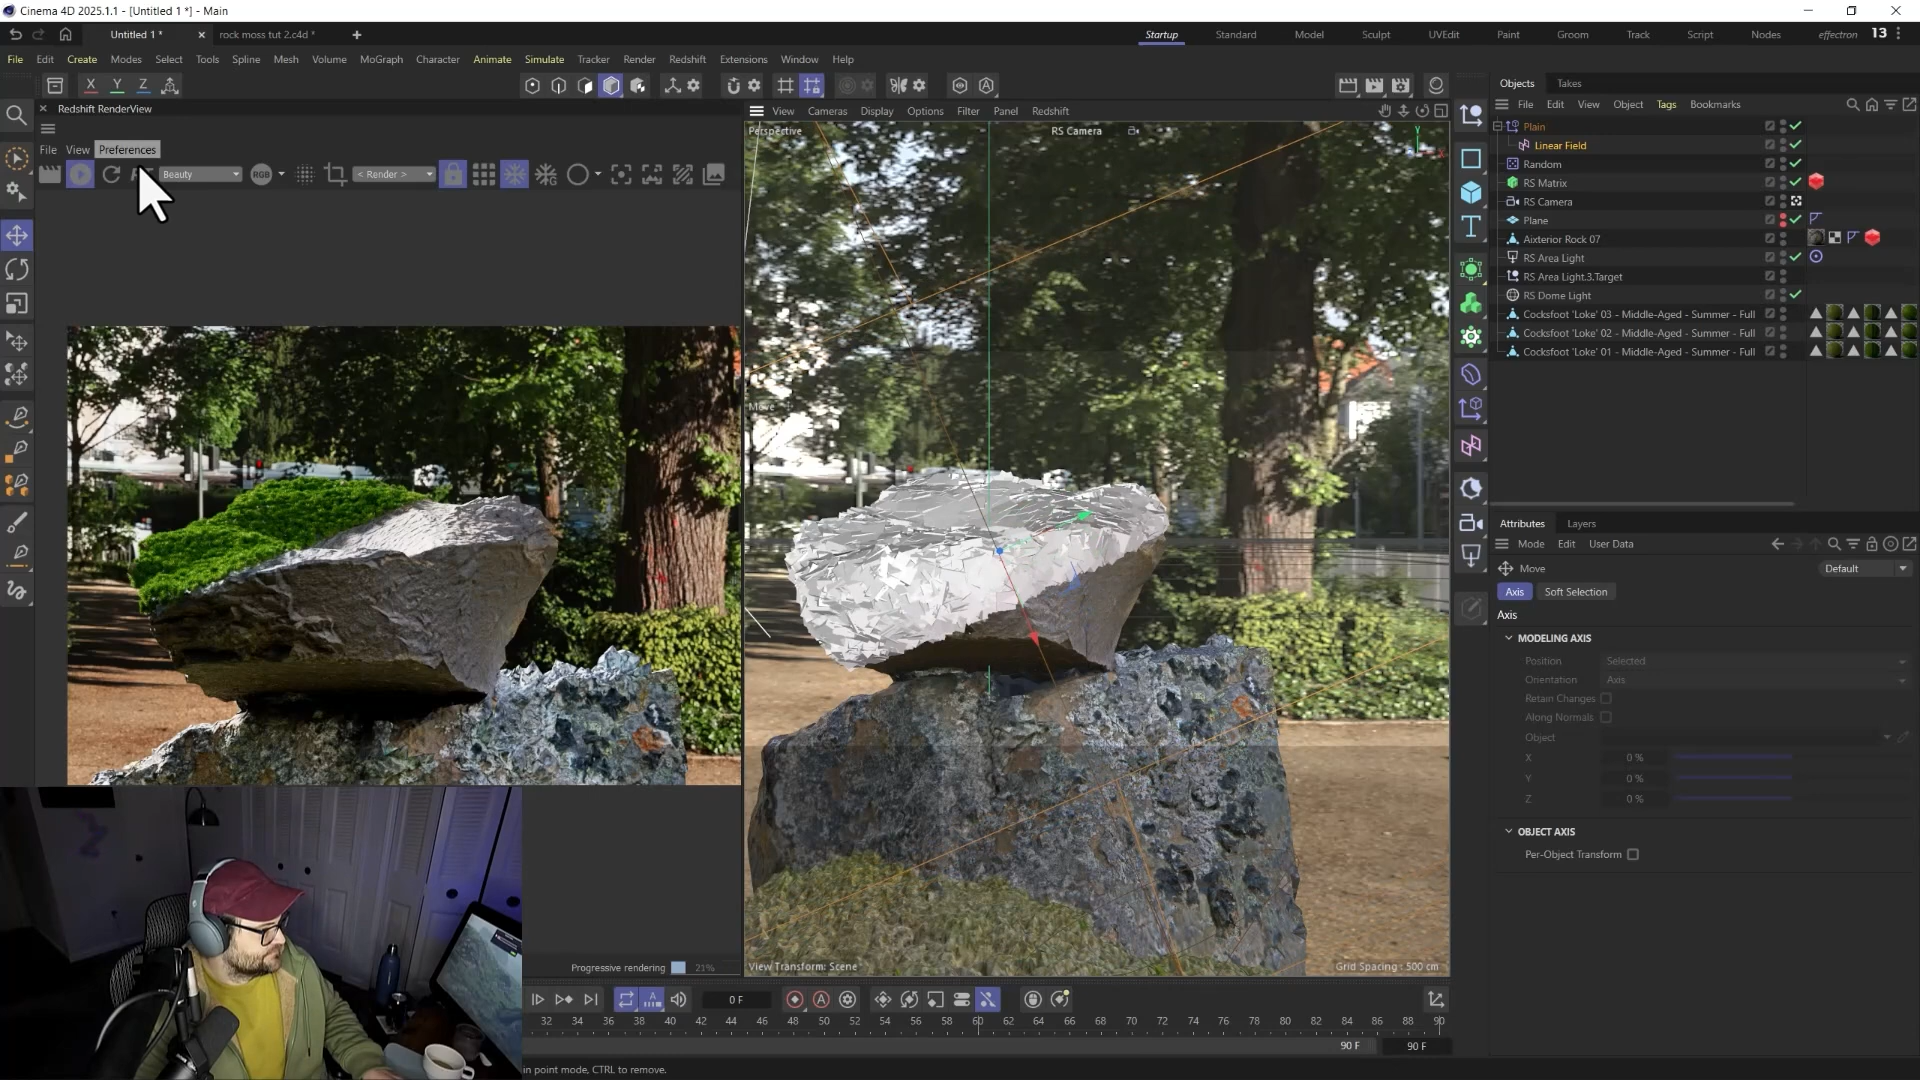 Cinema 4D 2025.1.1 - [Untitled 1 *] - Main
Untitled 1 *
rock moss tut 2.c4d *
Startup
Standard
Model
Sculpt
UVEdit
Paint
Groom
Track
Script
Nodes
effectron
13
File Edit Create Modes Select Tools Spline Mesh Volume MoGraph Character Animate Simulate Tracker Render Redshift Extensions Window Help
X Y Z
Redshift RenderView
File View Preferences
Beauty
RGB
< Render >
View Cameras Display Options Filter Panel Redshift
Perspective
RS Camera
Y
Move
View Transform: Scene
Grid Spacing : 500 cm
Progressive rendering
21%
Objects
Takes
File Edit View Object Tags Bookmarks
Plain
Linear Field
Random
RS Matrix
RS Camera
Plane
Aixterior Rock 07
RS Area Light
RS Area Light.3.Target
RS Dome Light
Cocksfoot 'Loke' 03 - Middle-Aged - Summer - Full
Cocksfoot 'Loke' 02 - Middle-Aged - Summer - Full
Cocksfoot 'Loke' 01 - Middle-Aged - Summer - Full
Attributes
Layers
Mode Edit User Data
Move
Default
Axis
Soft Selection
Axis
MODELING AXIS
Position
Selected
Orientation
Axis
Retain Changes
Along Normals
Object
X
0 %
Y
0 %
Z
0 %
OBJECT AXIS
Per-Object Transform
0 F
32 34 36 38 40 42 44 46 48 50 52 54 56 58 60 62 64 66 68 70 72 74 76 78 80 82 84 86 88 90
90 F
90 F
in point mode, CTRL to remove.